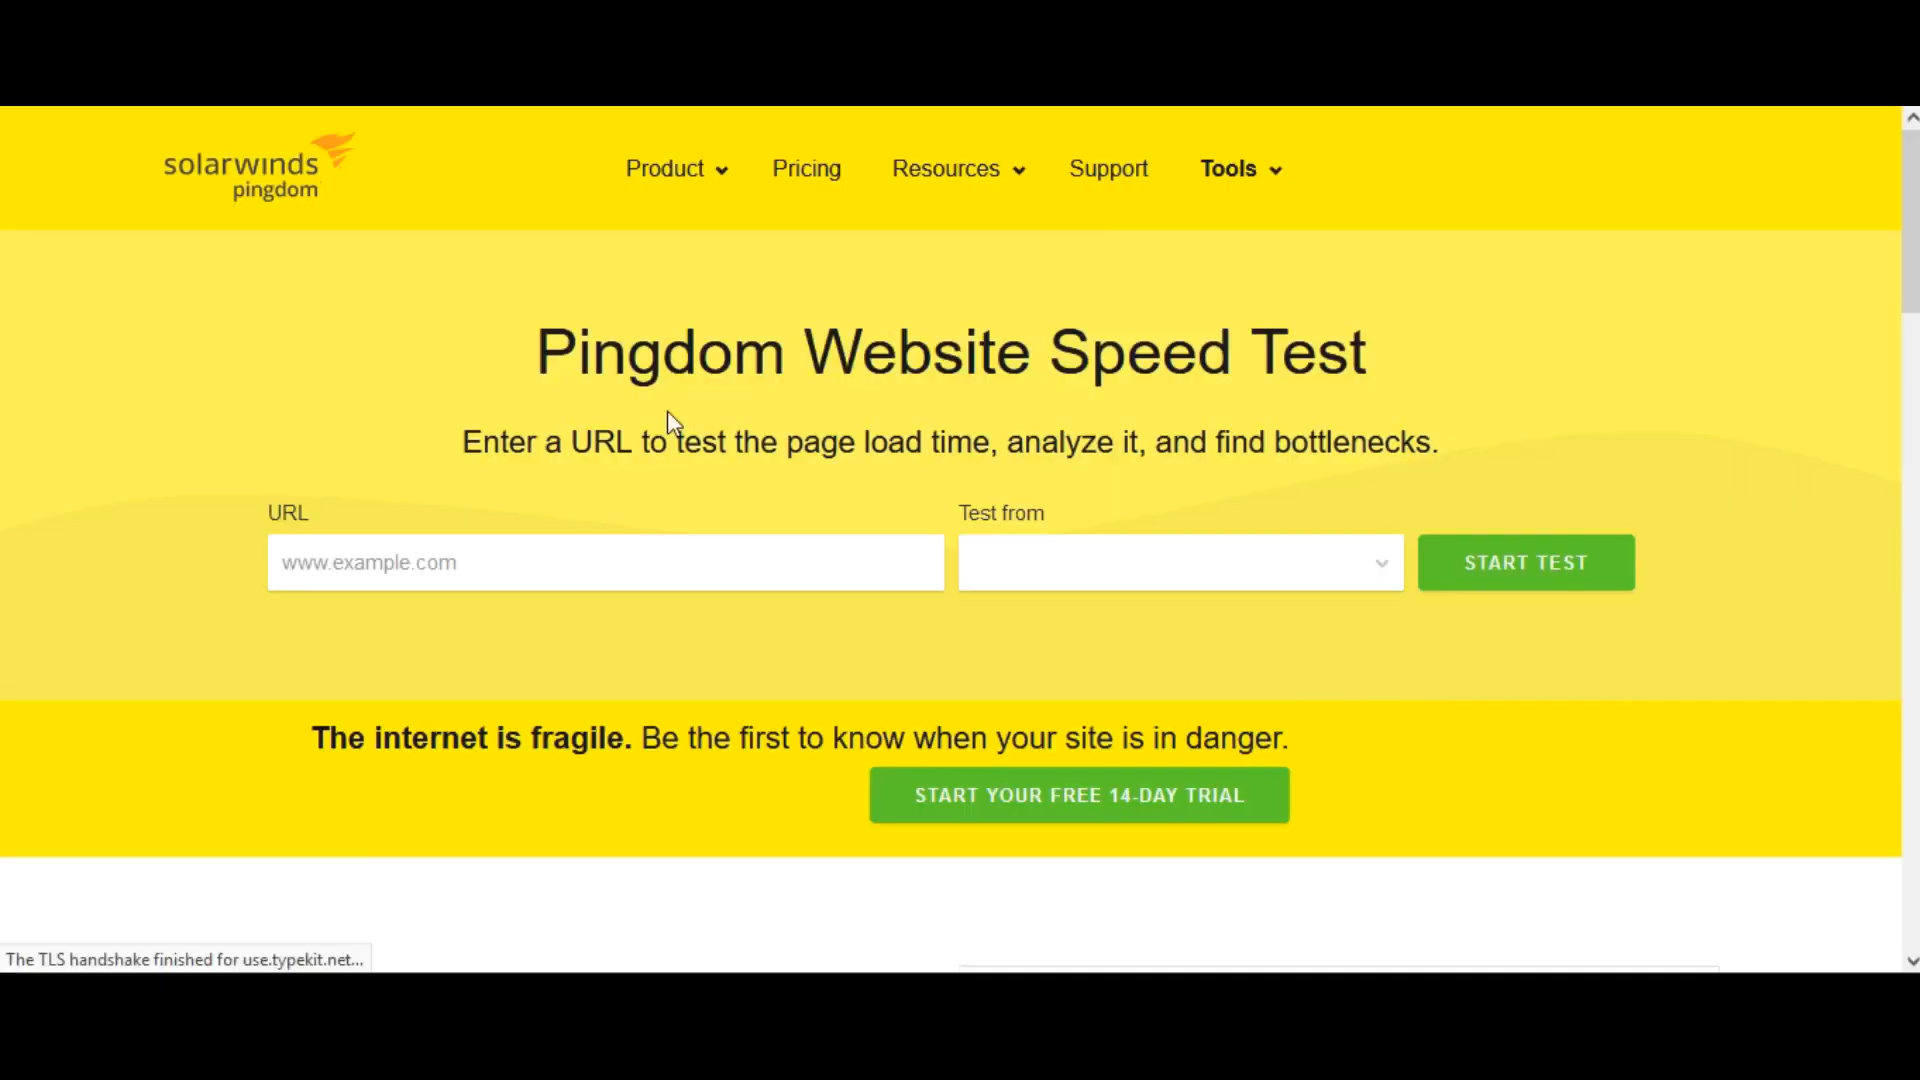 solarwinds
pingdom
Product
Pricing
Resources
Support
Tools
Pingdom Website Speed Test
Enter a URL to test the page load time, analyze it, and find bottlenecks.
URL
Test from
www.example.com
START TEST
The internet is fragile. Be the first to know when your site is in danger.
START YOUR FREE 14-DAY TRIAL
The TLS handshake finished for use.typekit.net...